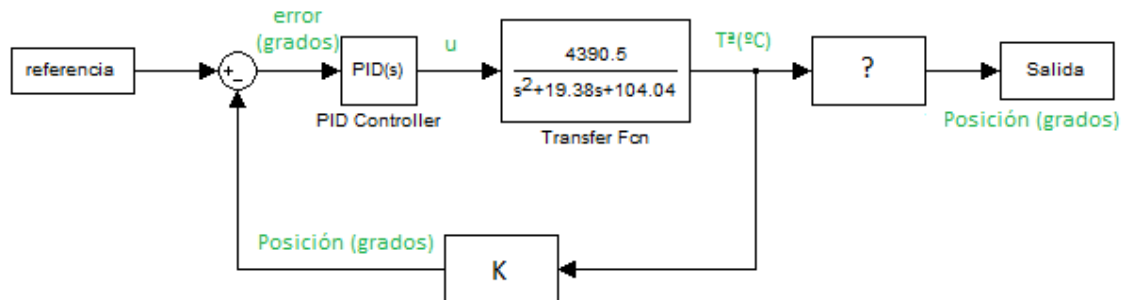 error
(grados)
u
Tª(ºC)
referencia
+
−
PID(s)
4390.5
s²+19.38s+104.04
?
Salida
PID Controller
Transfer Fcn
Posición (grados)
Posición (grados)
K